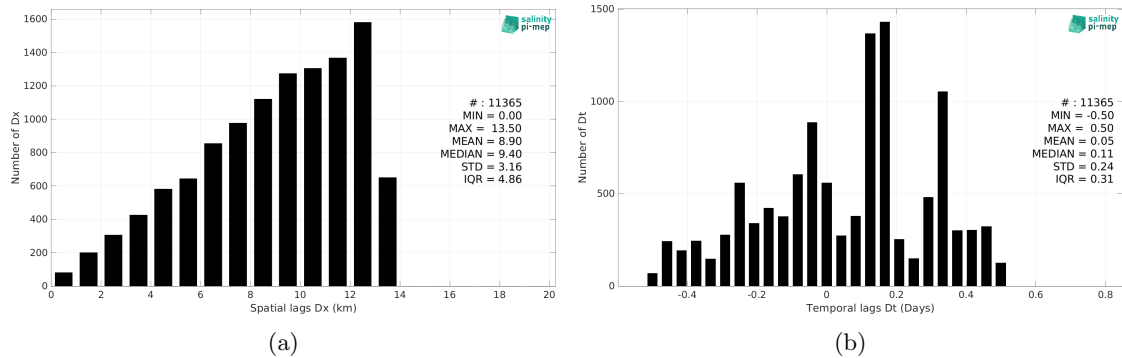 1600
1400
1200
1000
800
600
400
200
0
Number of Dx
salinity
pi-mep
# : 11365
MIN = 0.00
MAX = 13.50
MEAN = 8.90
MEDIAN = 9.40
STD = 3.16
IQR = 4.86
0 2 4 6 8 10 12 14 16 18 20
Spatial lags Dx (km)
(a)
1500
1000
500
0
Number of Dt
salinity
pi-mep
# : 11365
MIN = -0.50
MAX = 0.50
MEAN = 0.05
MEDIAN = 0.11
STD = 0.24
IQR = 0.31
-0.4 -0.2 0 0.2 0.4 0.6 0.8
Temporal lags Dt (Days)
(b)